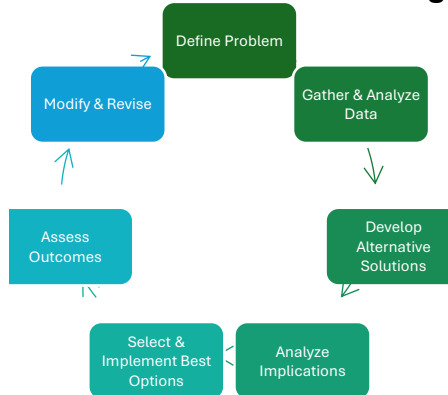 g
Define Problem
Gather & Analyze
Data
Develop
Alternative
Solutions
Analyze
Implications
Select &
Implement Best
Options
Assess
Outcomes
Modify & Revise